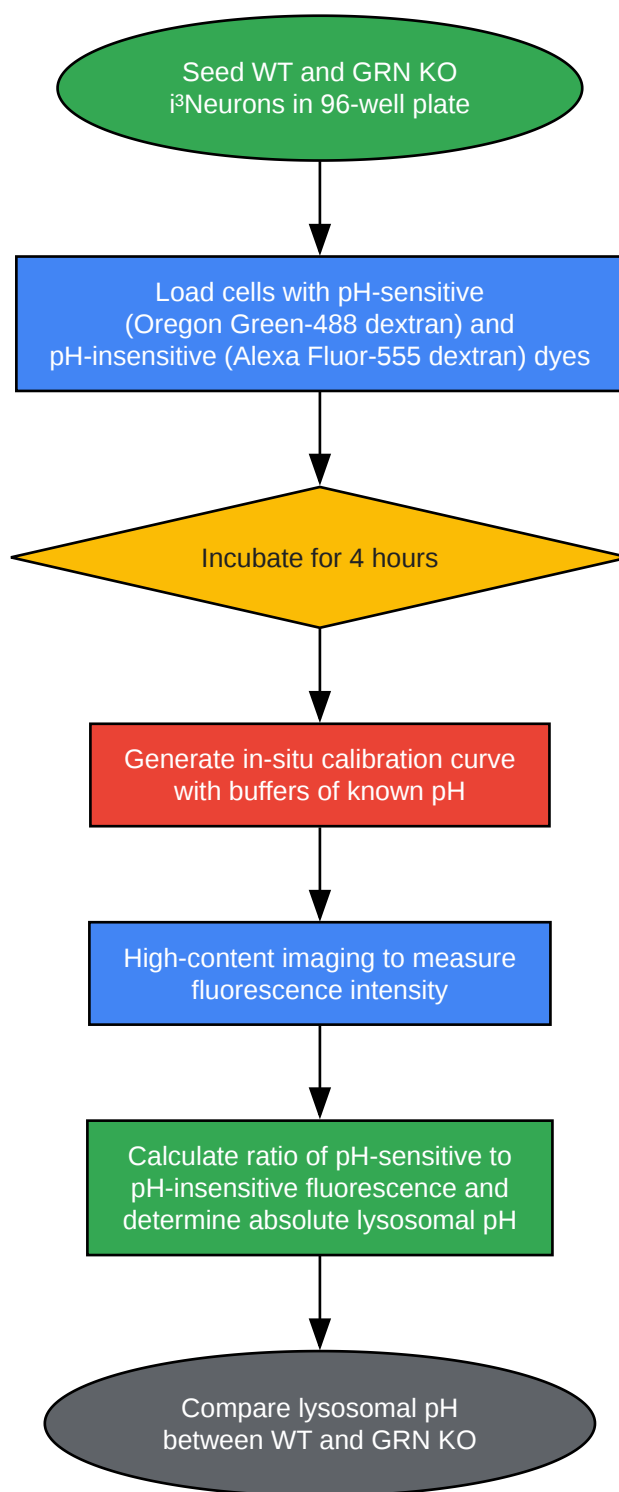 Seed WT and GRN KO
i³Neurons in 96-well plate
Load cells with pH-sensitive
(Oregon Green-488 dextran) and
pH-insensitive (Alexa Fluor-555 dextran) dyes
Incubate for 4 hours
Generate in-situ calibration curve
with buffers of known pH
High-content imaging to measure
fluorescence intensity
Calculate ratio of pH-sensitive to
pH-insensitive fluorescence and
determine absolute lysosomal pH
Compare lysosomal pH
between WT and GRN KO